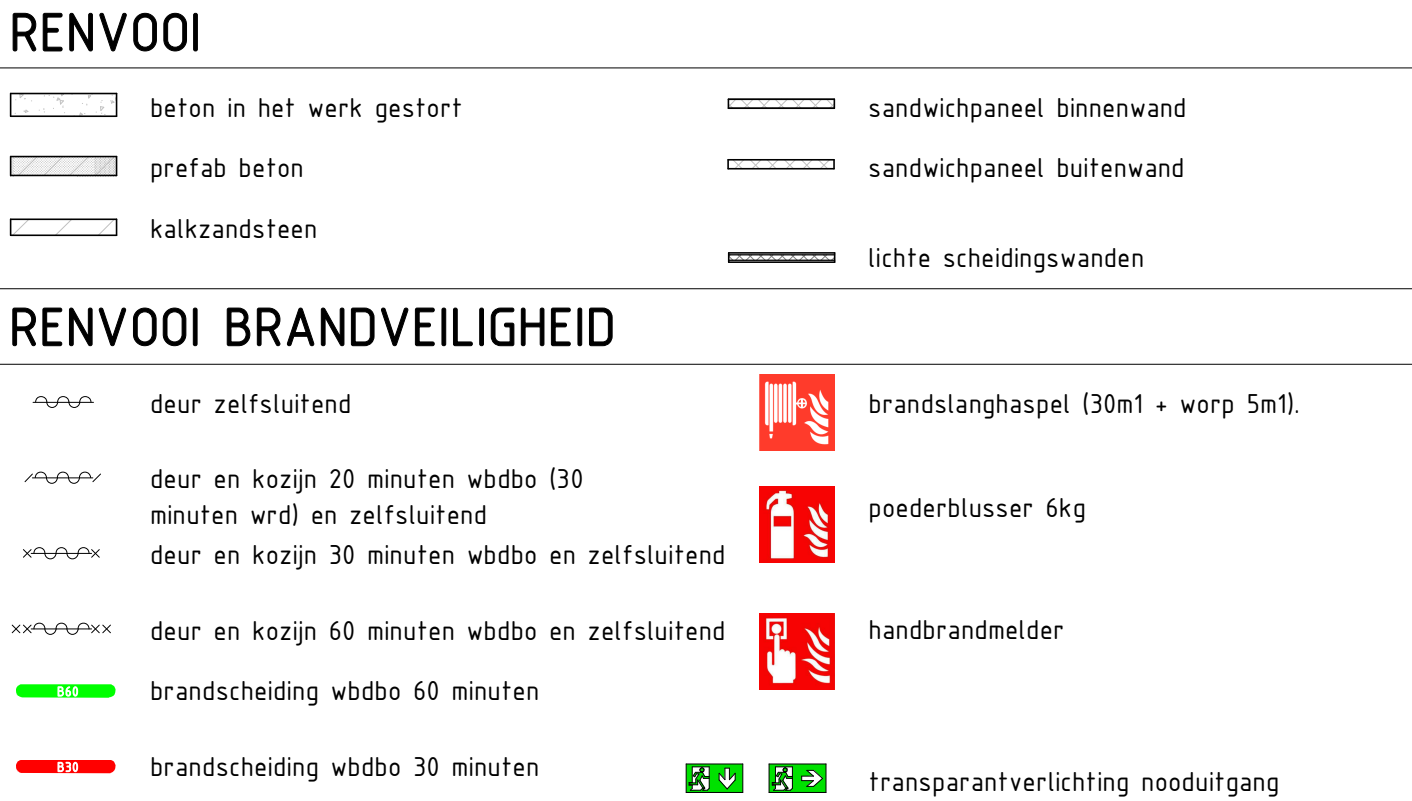 RENVOOI
beton in het werk gestort
prefab beton
kalkzandsteen
sandwichpaneel binnenwand
sandwichpaneel buitenwand
lichte scheidingswanden
RENVOOI BRANDVEILIGHEID
deur zelfsluitend
deur en kozijn 20 minuten wbdbo (30
minuten wrd) en zelfsluitend
deur en kozijn 30 minuten wbdbo en zelfsluitend
deur en kozijn 60 minuten wbdbo en zelfsluitend
B60
brandscheiding wbdbo 60 minuten
B30
brandscheiding wbdbo 30 minuten
brandslanghaspel (30m1 + worp 5m1).
poederblusser 6kg
handbrandmelder
transparantverlichting nooduitgang